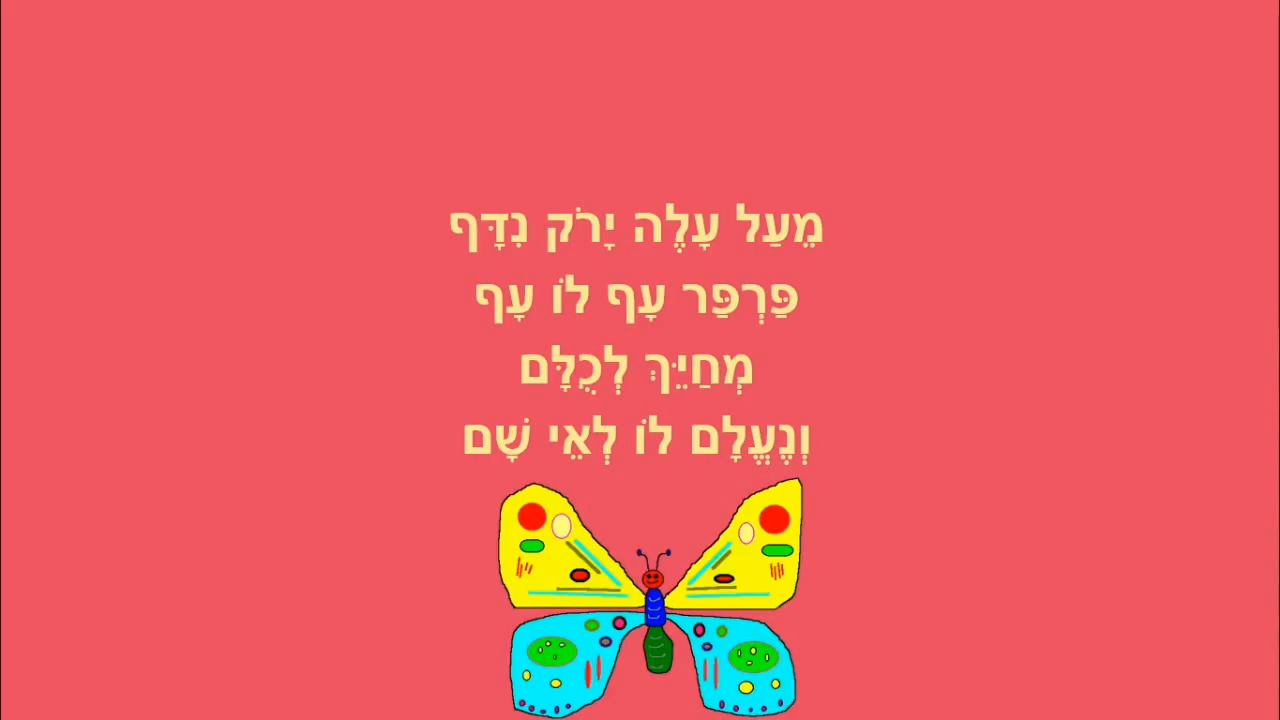 מֵעַל עָלֶה יָרֹק נִדָּף
פַּרְפַּר עָף לוֹ עָף
מְחַיֵּךְ לְכֻלָּם
וְנֶעֱלָם לוֹ לְאֵי שָׁם